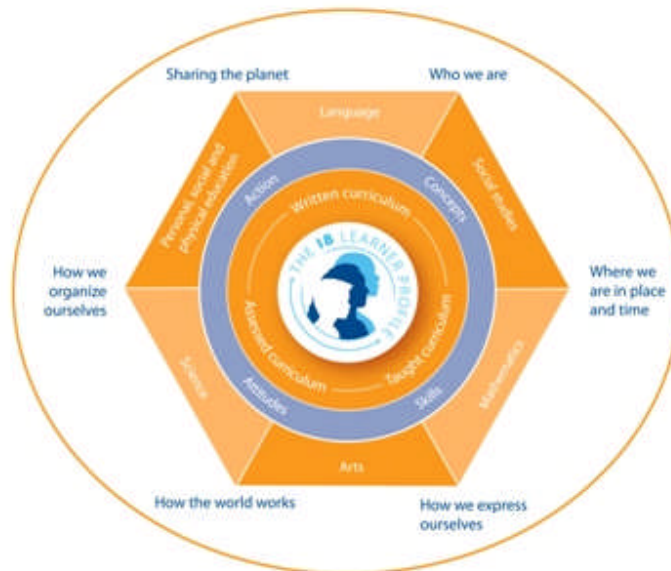 Sharing the planet
Who we are
Language
Personal, social and
physical education
Social studies
Action
Concepts
Written curriculum
THE IB LEARNER PROFILE
How we
organize
ourselves
Where we
are in place
and time
Assessed curriculum
Taught curriculum
Science
Mathematics
Attitudes
Skills
Arts
How the world works
How we express
ourselves